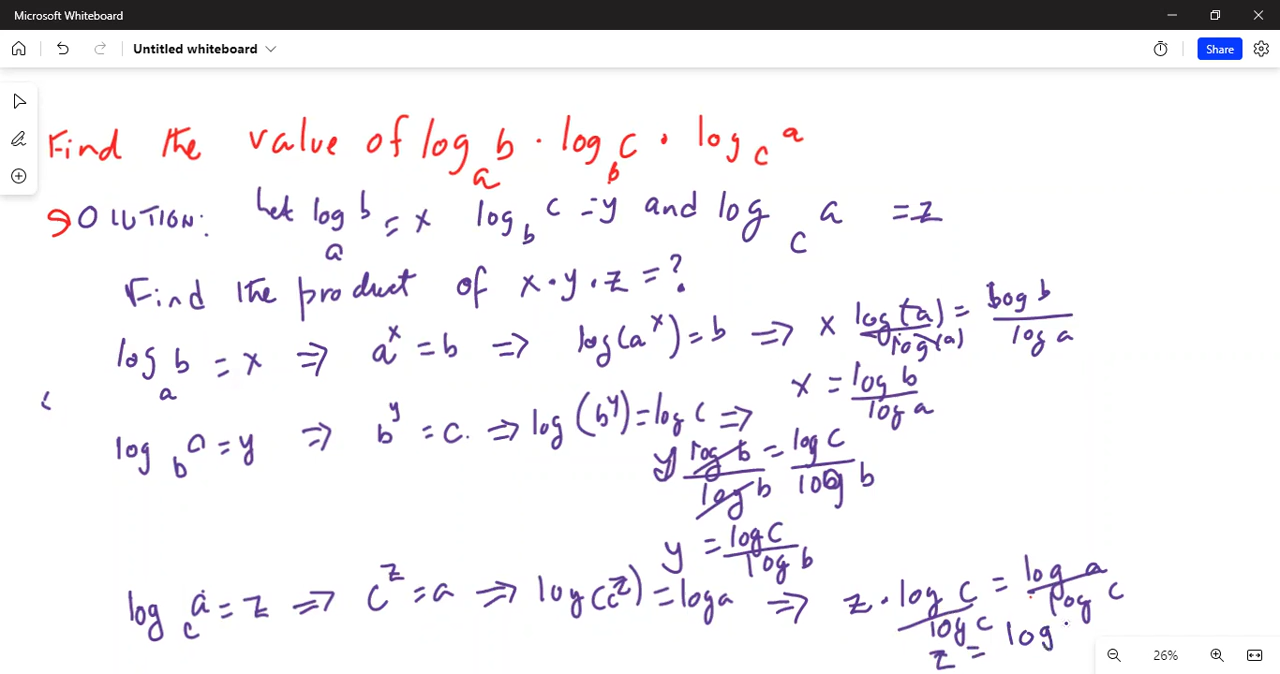 Microsoft Whiteboard
Untitled whiteboard
Share
Find the value of log_a b · log_b c · log_c a
SOLUTION: Let log_a b = x log_b c = y and log_c a = z
Find the product of x · y · z = ?
log_a b = x ⇒ a^x = b ⇒ log(a^x) = b ⇒ x log(a)/log(a) = log b/log a
x = log b/log a
log_b a = y ⇒ b^y = c. ⇒ log(b^y) = log c ⇒
y log b/log b = log c/log b
y = log c/log b
log_c a = z ⇒ c^z = a ⇒ log(c^z) = log a ⇒ z · log c/log c = log a/log c
z = log
26%